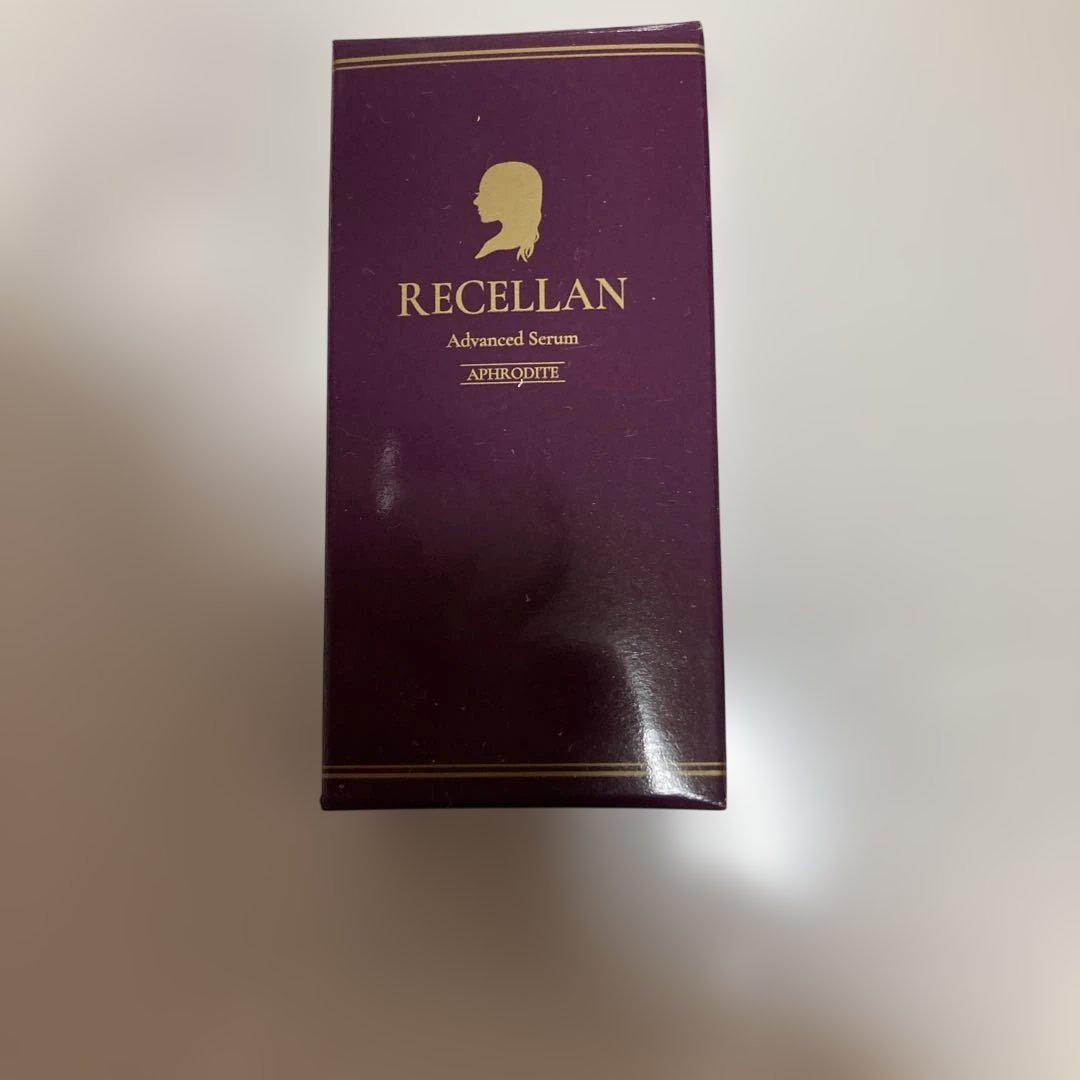 RECELLAN
Advanced Serum
APHRODITE